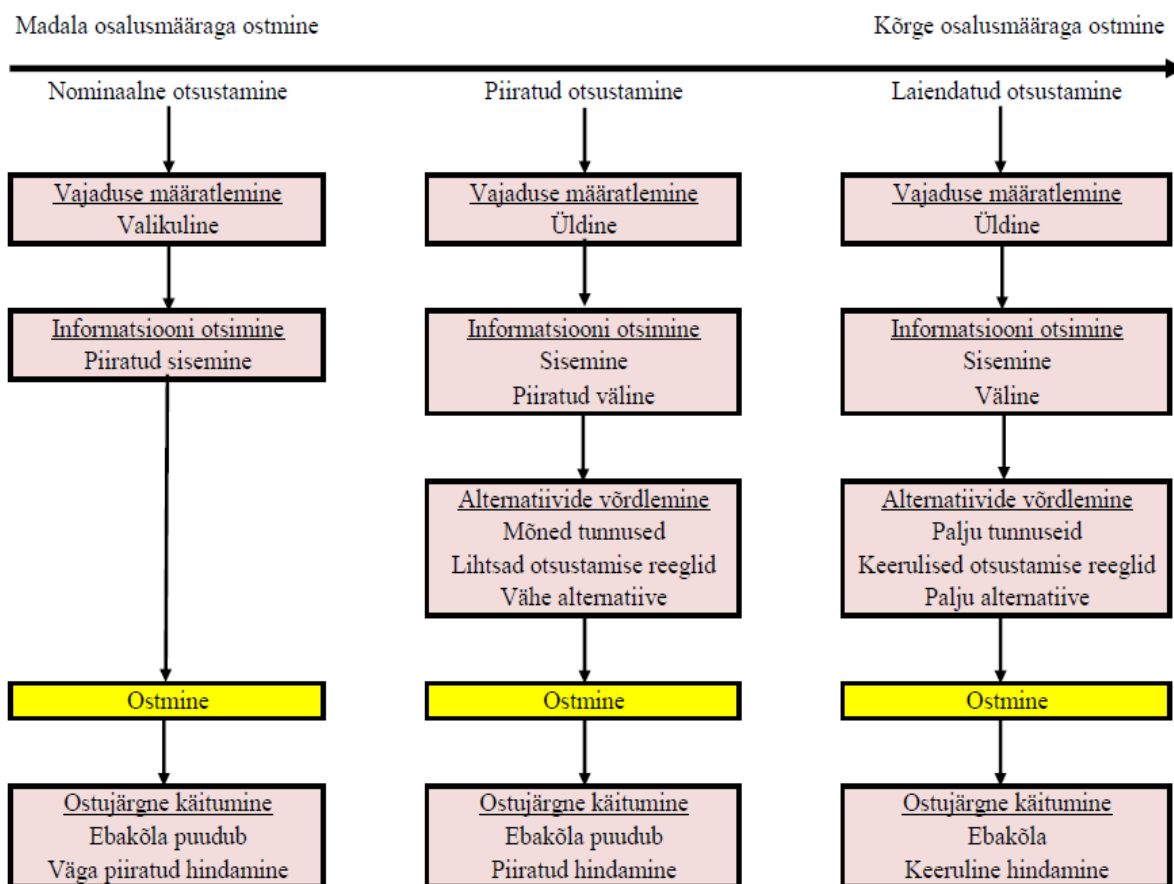 Madala osalusmääraga ostmine
Kõrge osalusmääraga ostmine
Nominaalne otsustamine
Piiratud otsustamine
Laiendatud otsustamine
Vajaduse määratlemine
Valikuline
Vajaduse määratlemine
Üldine
Vajaduse määratlemine
Üldine
Informatsiooni otsimine
Piiratud sisemine
Informatsiooni otsimine
Sisemine
Piiratud väline
Informatsiooni otsimine
Sisemine
Väline
Alternatiivide võrdlemine
Mõned tunnused
Lihtsad otsustamise reeglid
Vähe alternatiive
Alternatiivide võrdlemine
Palju tunnuseid
Keerulised otsustamise reeglid
Palju alternatiive
Ostmine
Ostmine
Ostmine
Ostujärgne käitumine
Ebakõla puudub
Väga piiratud hindamine
Ostujärgne käitumine
Ebakõla puudub
Piiratud hindamine
Ostujärgne käitumine
Ebakõla
Keeruline hindamine